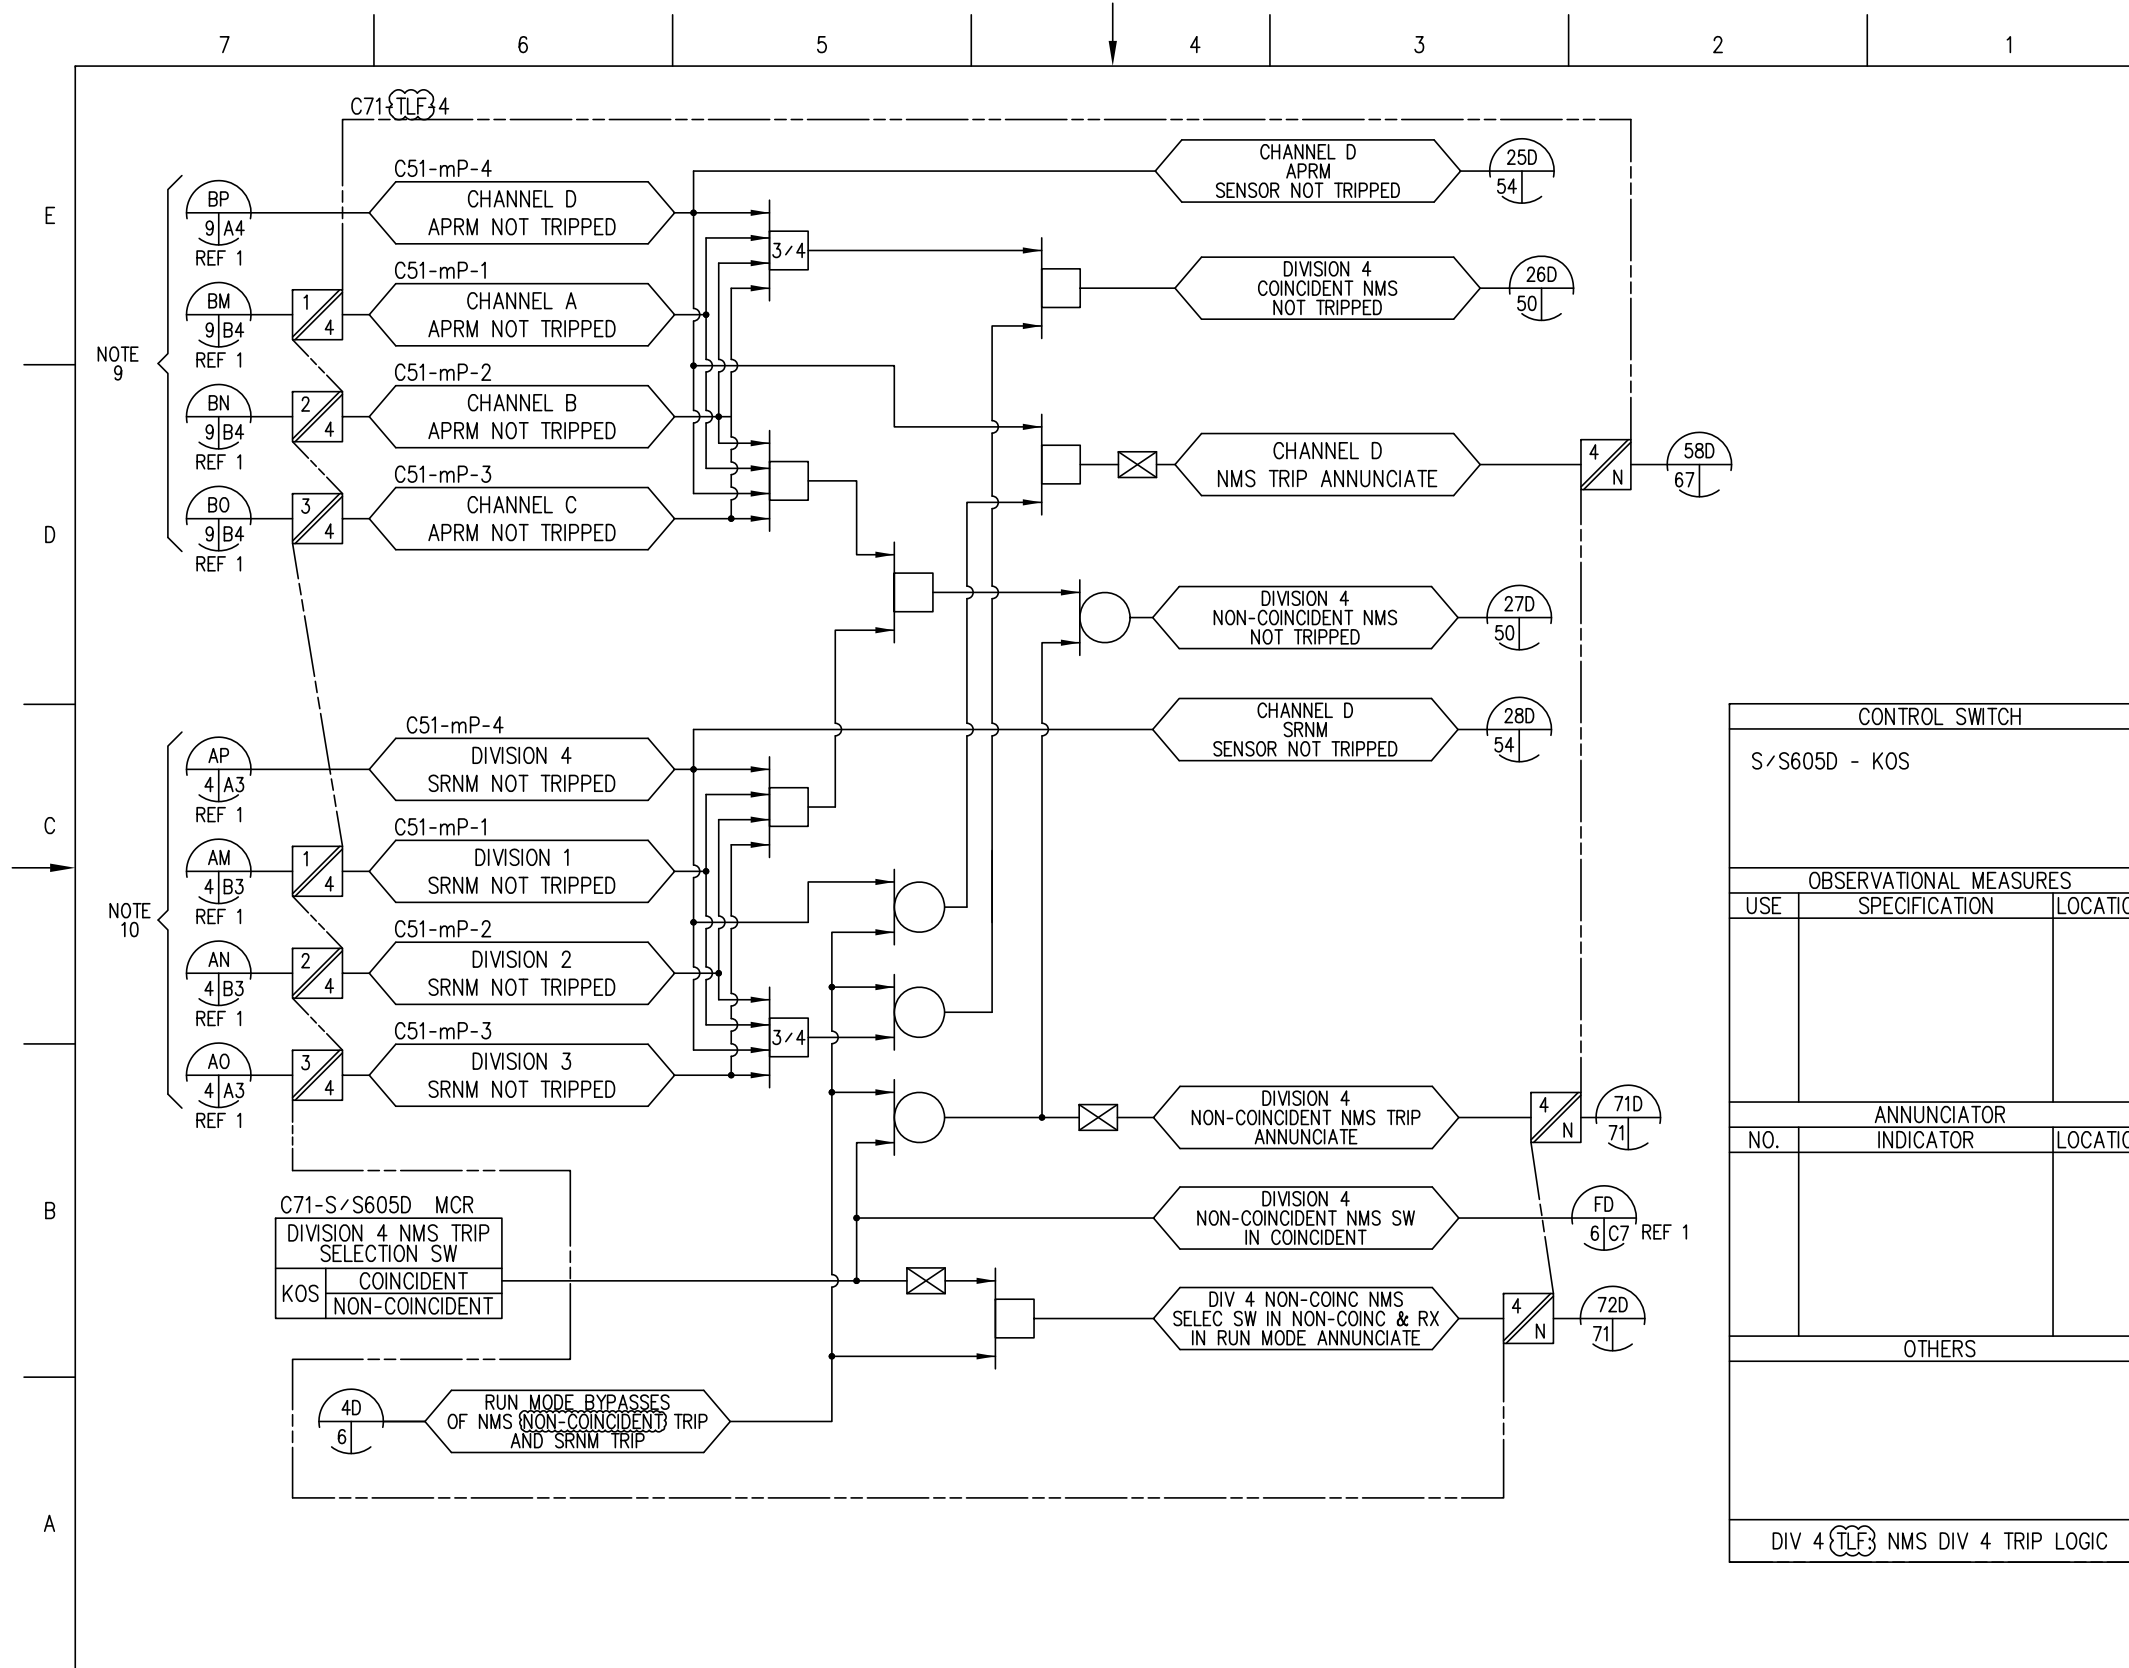 7 6 5 4 3 2 1
C71-TLF-4
E
D
C
B
A
NOTE
9
BP
9 A4
REF 1
C51-mP-4
CHANNEL D
APRM NOT TRIPPED
BM
9 B4
REF 1
1
4
C51-mP-1
CHANNEL A
APRM NOT TRIPPED
BN
9 B4
REF 1
2
4
C51-mP-2
CHANNEL B
APRM NOT TRIPPED
BO
9 B4
REF 1
3
4
C51-mP-3
CHANNEL C
APRM NOT TRIPPED
3/4
CHANNEL D
APRM
SENSOR NOT TRIPPED
25D
54
DIVISION 4
COINCIDENT NMS
NOT TRIPPED
26D
50
CHANNEL D
NMS TRIP ANNUNCIATE
4
N
58D
67
DIVISION 4
NON-COINCIDENT NMS
NOT TRIPPED
27D
50
CHANNEL D
SRNM
SENSOR NOT TRIPPED
28D
54
NOTE
10
AP
4 A3
REF 1
C51-mP-4
DIVISION 4
SRNM NOT TRIPPED
AM
4 B3
REF 1
1
4
C51-mP-1
DIVISION 1
SRNM NOT TRIPPED
AN
4 B3
REF 1
2
4
C51-mP-2
DIVISION 2
SRNM NOT TRIPPED
AO
4 A3
REF 1
3
4
C51-mP-3
DIVISION 3
SRNM NOT TRIPPED
3/4
DIVISION 4
NON-COINCIDENT NMS TRIP
ANNUNCIATE
4
N
71D
71
C71-S/S605D MCR
DIVISION 4 NMS TRIP
SELECTION SW
KOS
COINCIDENT
NON-COINCIDENT
DIVISION 4
NON-COINCIDENT NMS SW
IN COINCIDENT
FD
6 C7 REF 1
DIV 4 NON-COINC NMS
SELEC SW IN NON-COINC & RX
IN RUN MODE ANNUNCIATE
4
N
72D
71
4D
6
RUN MODE BYPASSES
OF NMS NON-COINCIDENT TRIP
AND SRNM TRIP
CONTROL SWITCH
S/S605D - KOS
OBSERVATIONAL MEASURES
USE SPECIFICATION LOCATIO
ANNUNCIATOR
NO. INDICATOR LOCATIO
OTHERS
DIV 4 TLF: NMS DIV 4 TRIP LOGIC